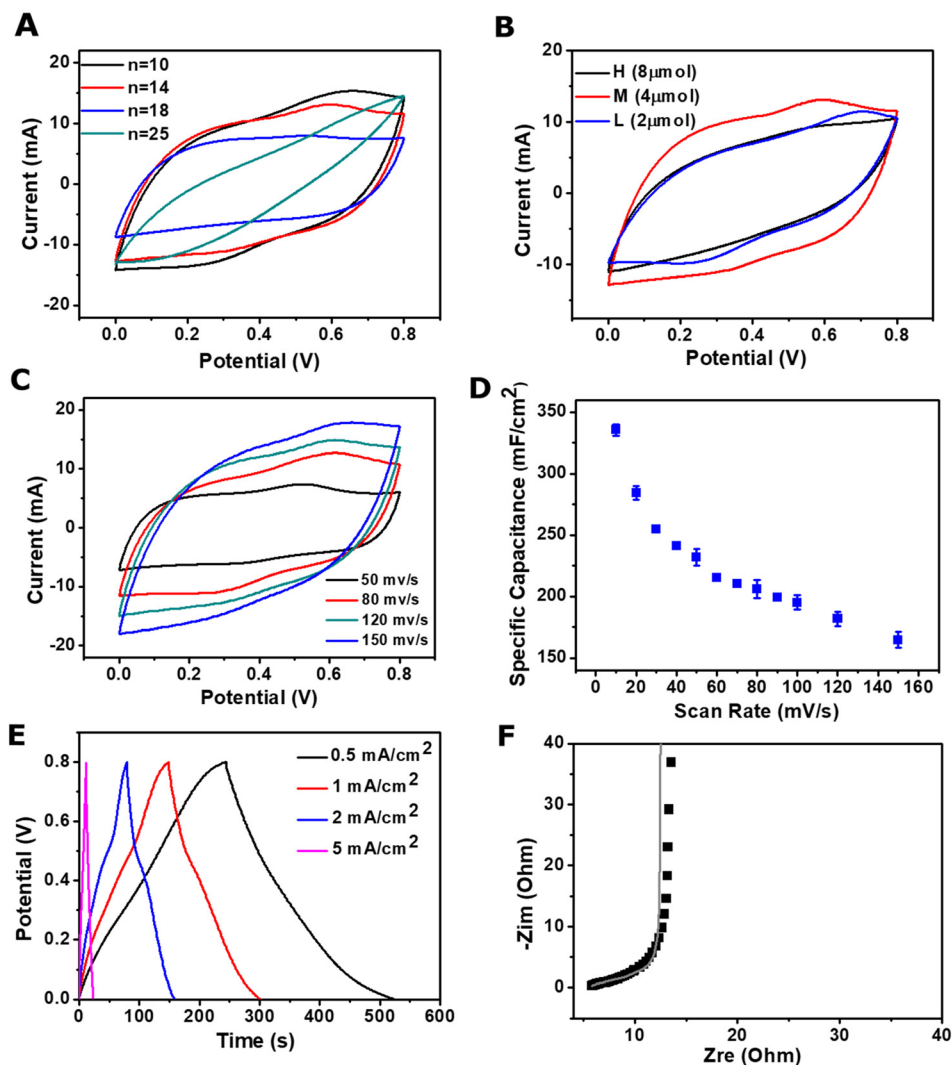 A
n=10
n=14
n=18
n=25
20
10
0
-10
-20
Current (mA)
0.0 0.2 0.4 0.6 0.8
Potential (V)
B
H (8μmol)
M (4μmol)
L (2μmol)
20
10
0
-10
Current (mA)
0.0 0.2 0.4 0.6 0.8
Potential (V)
C
20
10
0
-10
-20
Current (mA)
50 mv/s
80 mv/s
120 mv/s
150 mv/s
0.0 0.2 0.4 0.6 0.8
Potential (V)
D
350
300
250
200
150
Specific Capacitance (mF/cm²)
0 20 40 60 80 100 120 140 160
Scan Rate (mV/s)
E
0.5 mA/cm²
1 mA/cm²
2 mA/cm²
5 mA/cm²
0.8
0.4
0.2
0.0
Potential (V)
0 100 200 300 400 500 600
Time (s)
F
40
30
20
10
0
-Zim (Ohm)
10 20 30 40
Zre (Ohm)